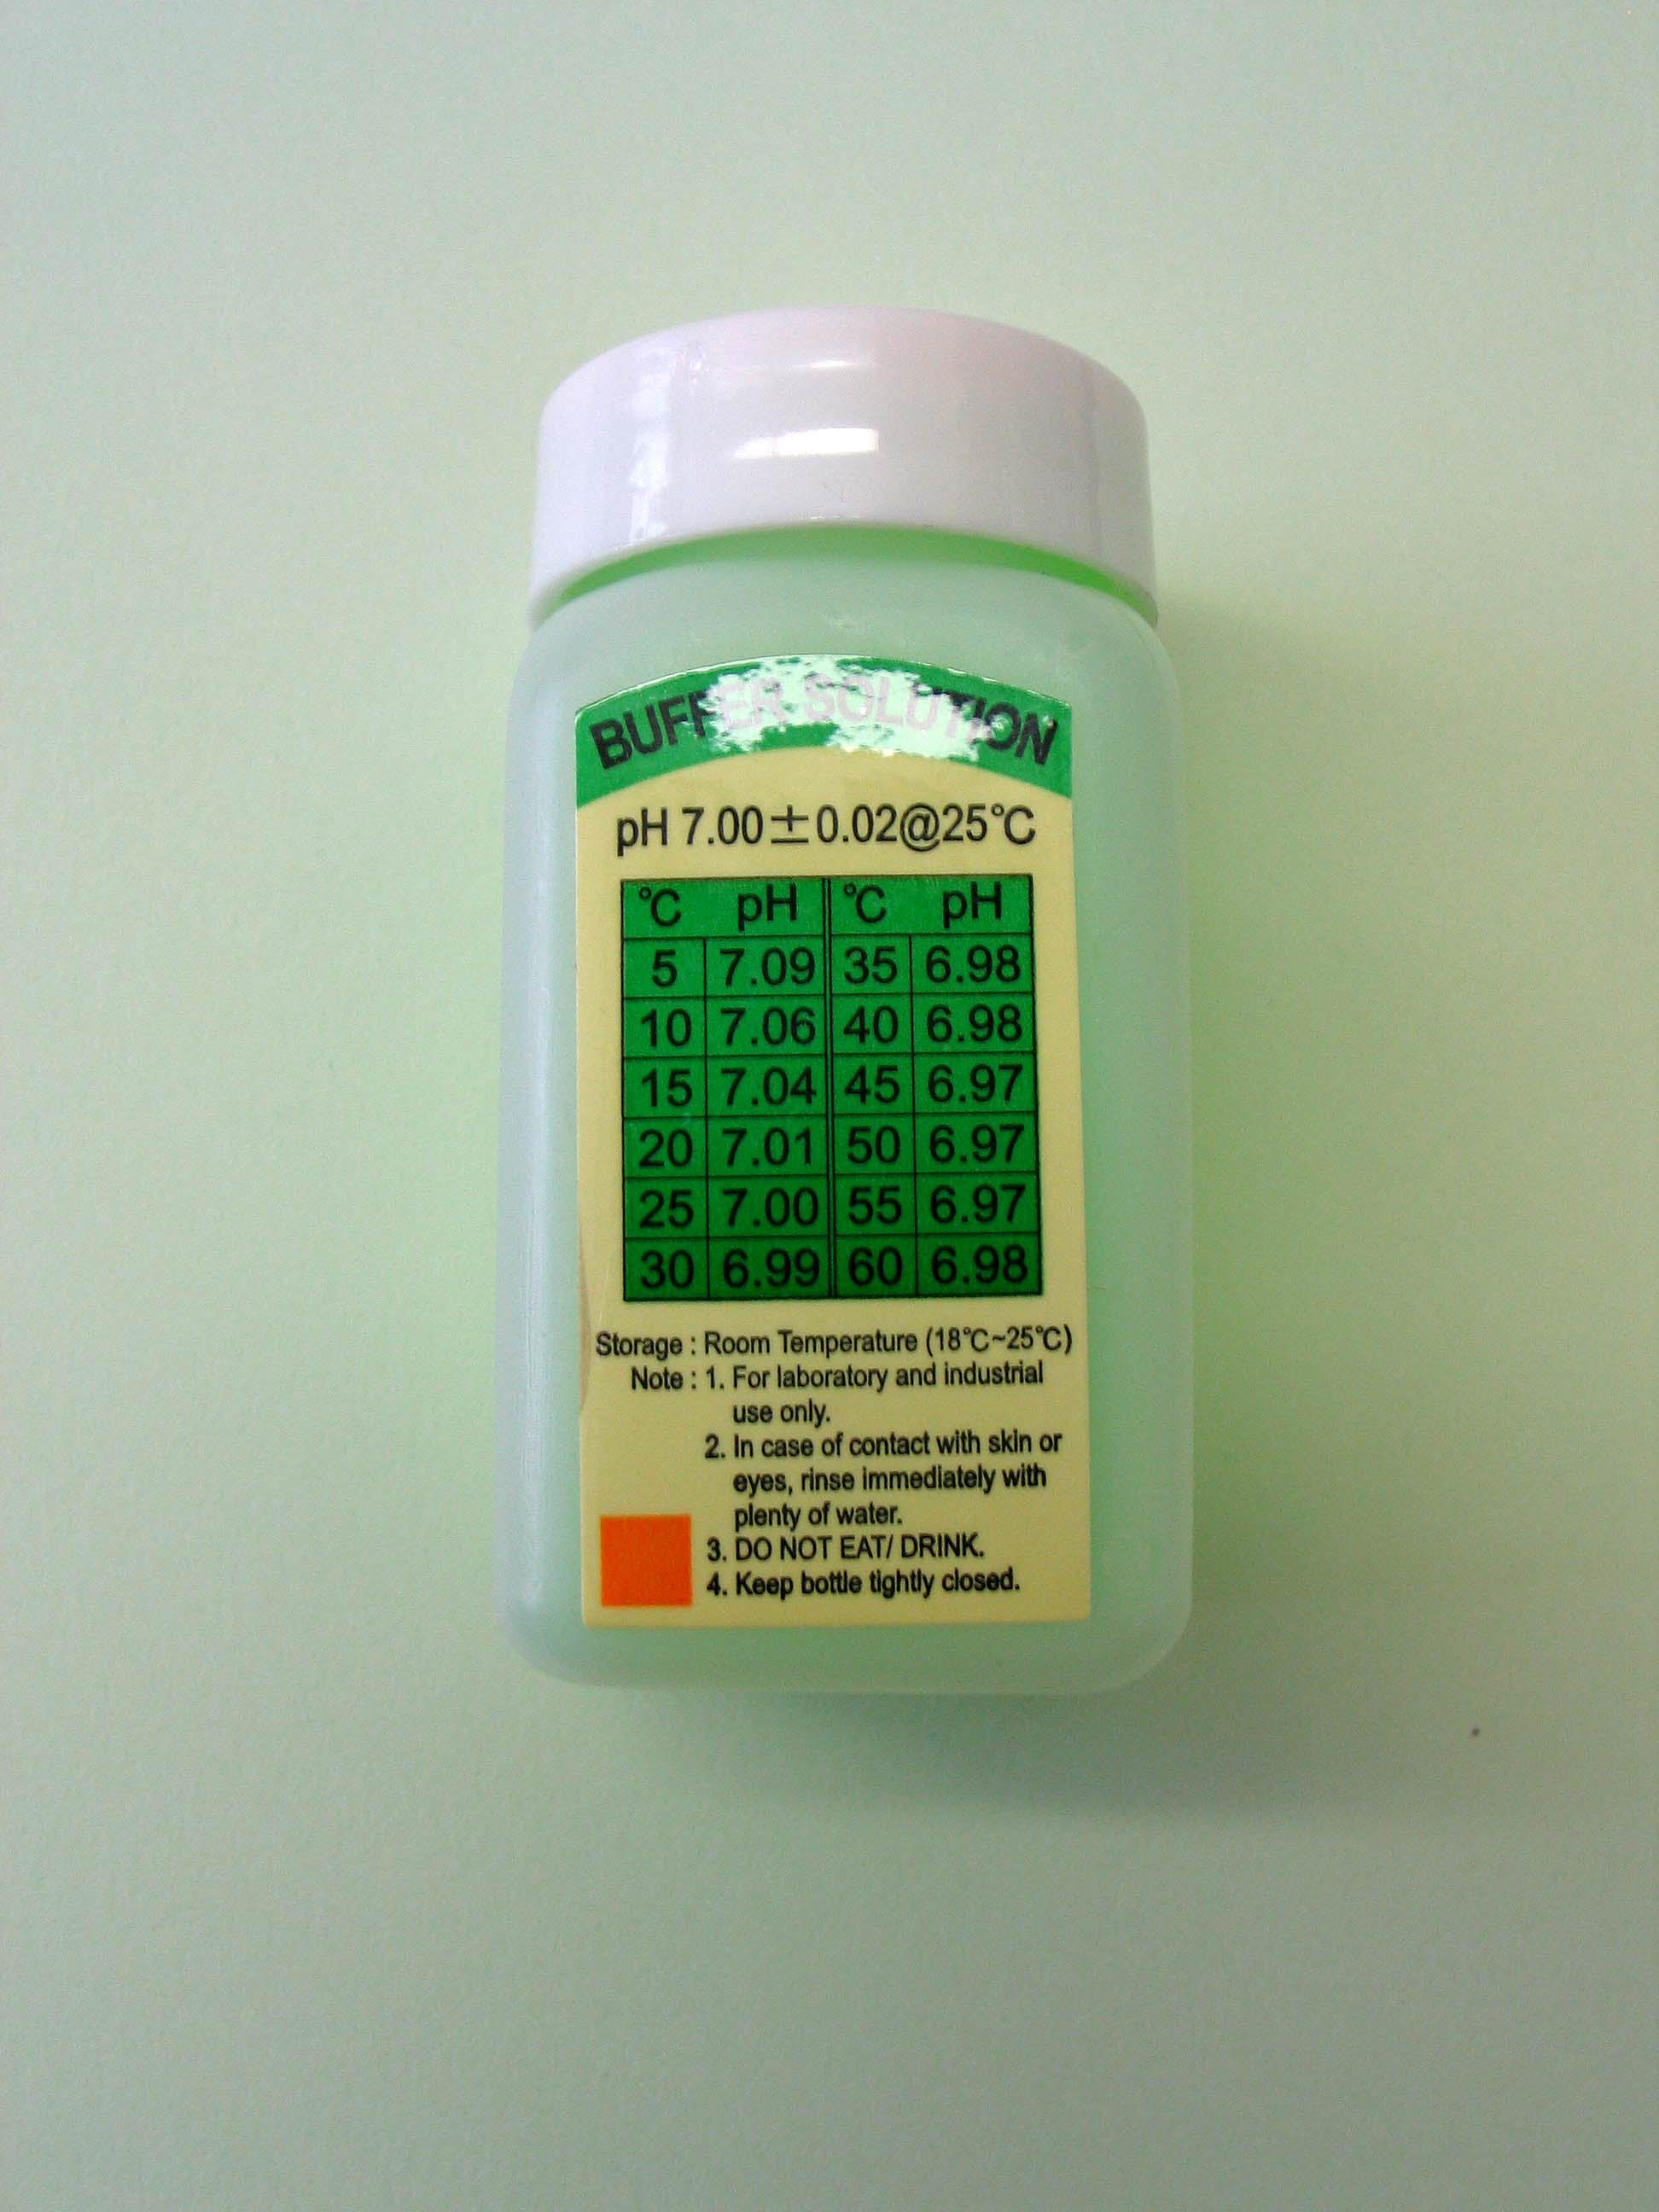 BUFFER SOLUTION
pH 7.00±0.02@25℃
℃ pH ℃ pH
5 7.09 35 6.98
10 7.06 40 6.98
15 7.04 45 6.97
20 7.01 50 6.97
25 7.00 55 6.97
30 6.99 60 6.98
Storage : Room Temperature (18℃~25℃)
Note : 1. For laboratory and industrial
use only.
2. In case of contact with skin or
eyes, rinse immediately with
plenty of water.
3. DO NOT EAT/ DRINK.
4. Keep bottle tightly closed.